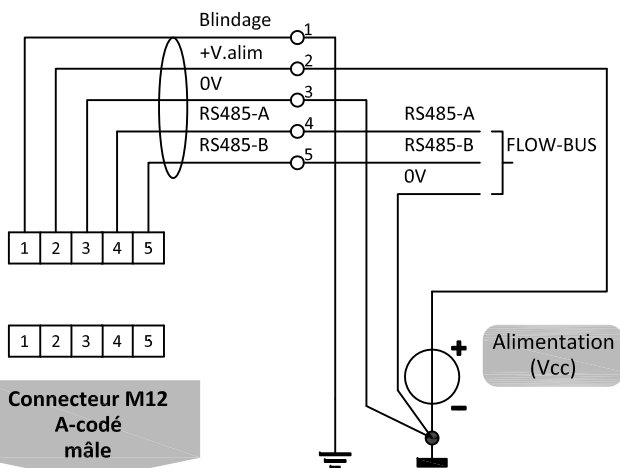 Blindage 1
+V.alim 2
0V 3
RS485-A 4 RS485-A
RS485-B 5 RS485-B FLOW-BUS
0V
1 2 3 4 5
1 2 3 4 5
+ Alimentation
(Vcc)
–
Connecteur M12
A-codé
mâle